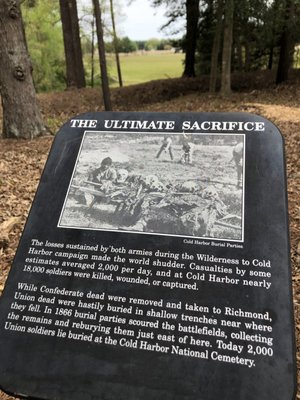 THE ULTIMATE SACRIFICE
Cold Harbor Burial Parties
The losses sustained by both armies during the Wilderness to Cold
Harbor campaign made the world shudder. Casualties by some
estimates averaged 2,000 per day, and at Cold Harbor nearly
18,000 soldiers were killed, wounded, or captured.
While Confederate dead were removed and taken to Richmond,
Union dead were hastily buried in shallow trenches near where
they fell. In 1866 burial parties scoured the battlefields, collecting
the remains and reburying them just east of here. Today 2,000
Union soldiers lie buried at the Cold Harbor National Cemetery.